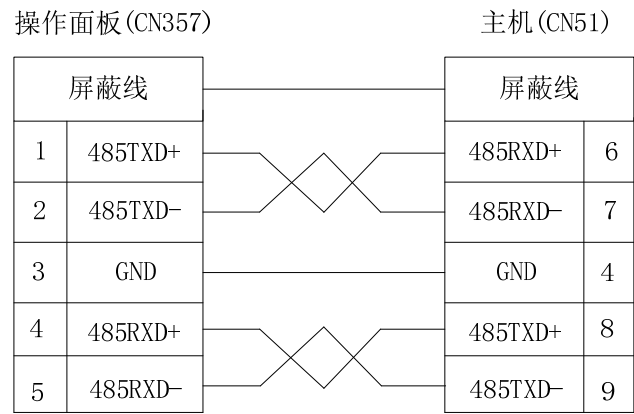 操作面板(CN357) 主机(CN51)
屏蔽线 屏蔽线
1 485TXD+ 485RXD+ 6
2 485TXD- 485RXD- 7
3 GND GND 4
4 485RXD+ 485TXD+ 8
5 485RXD- 485TXD- 9